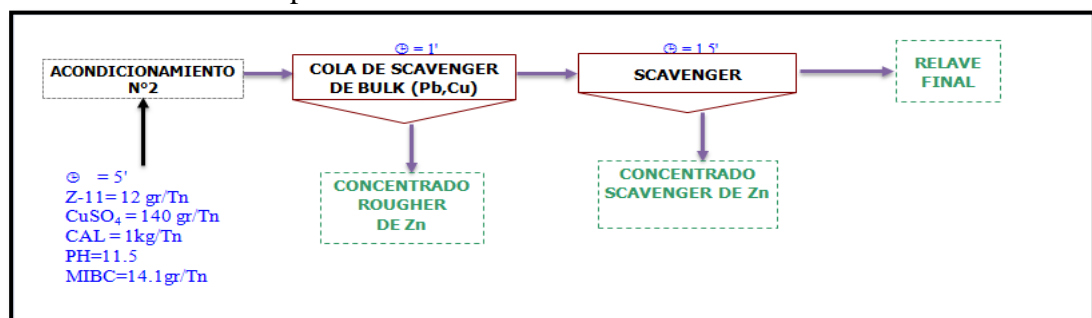 ⏲ = 1'
⏲ = 1.5'
ACONDICIONAMIENTO
N°2
COLA DE SCAVENGER
DE BULK (Pb,Cu)
SCAVENGER
RELAVE
FINAL
⏲ = 5'
Z-11= 12 gr/Tn
CuSO₄ = 140 gr/Tn
CAL = 1kg/Tn
PH=11.5
MIBC=14.1gr/Tn
CONCENTRADO
ROUGHER
DE Zn
CONCENTRADO
SCAVENGER DE Zn